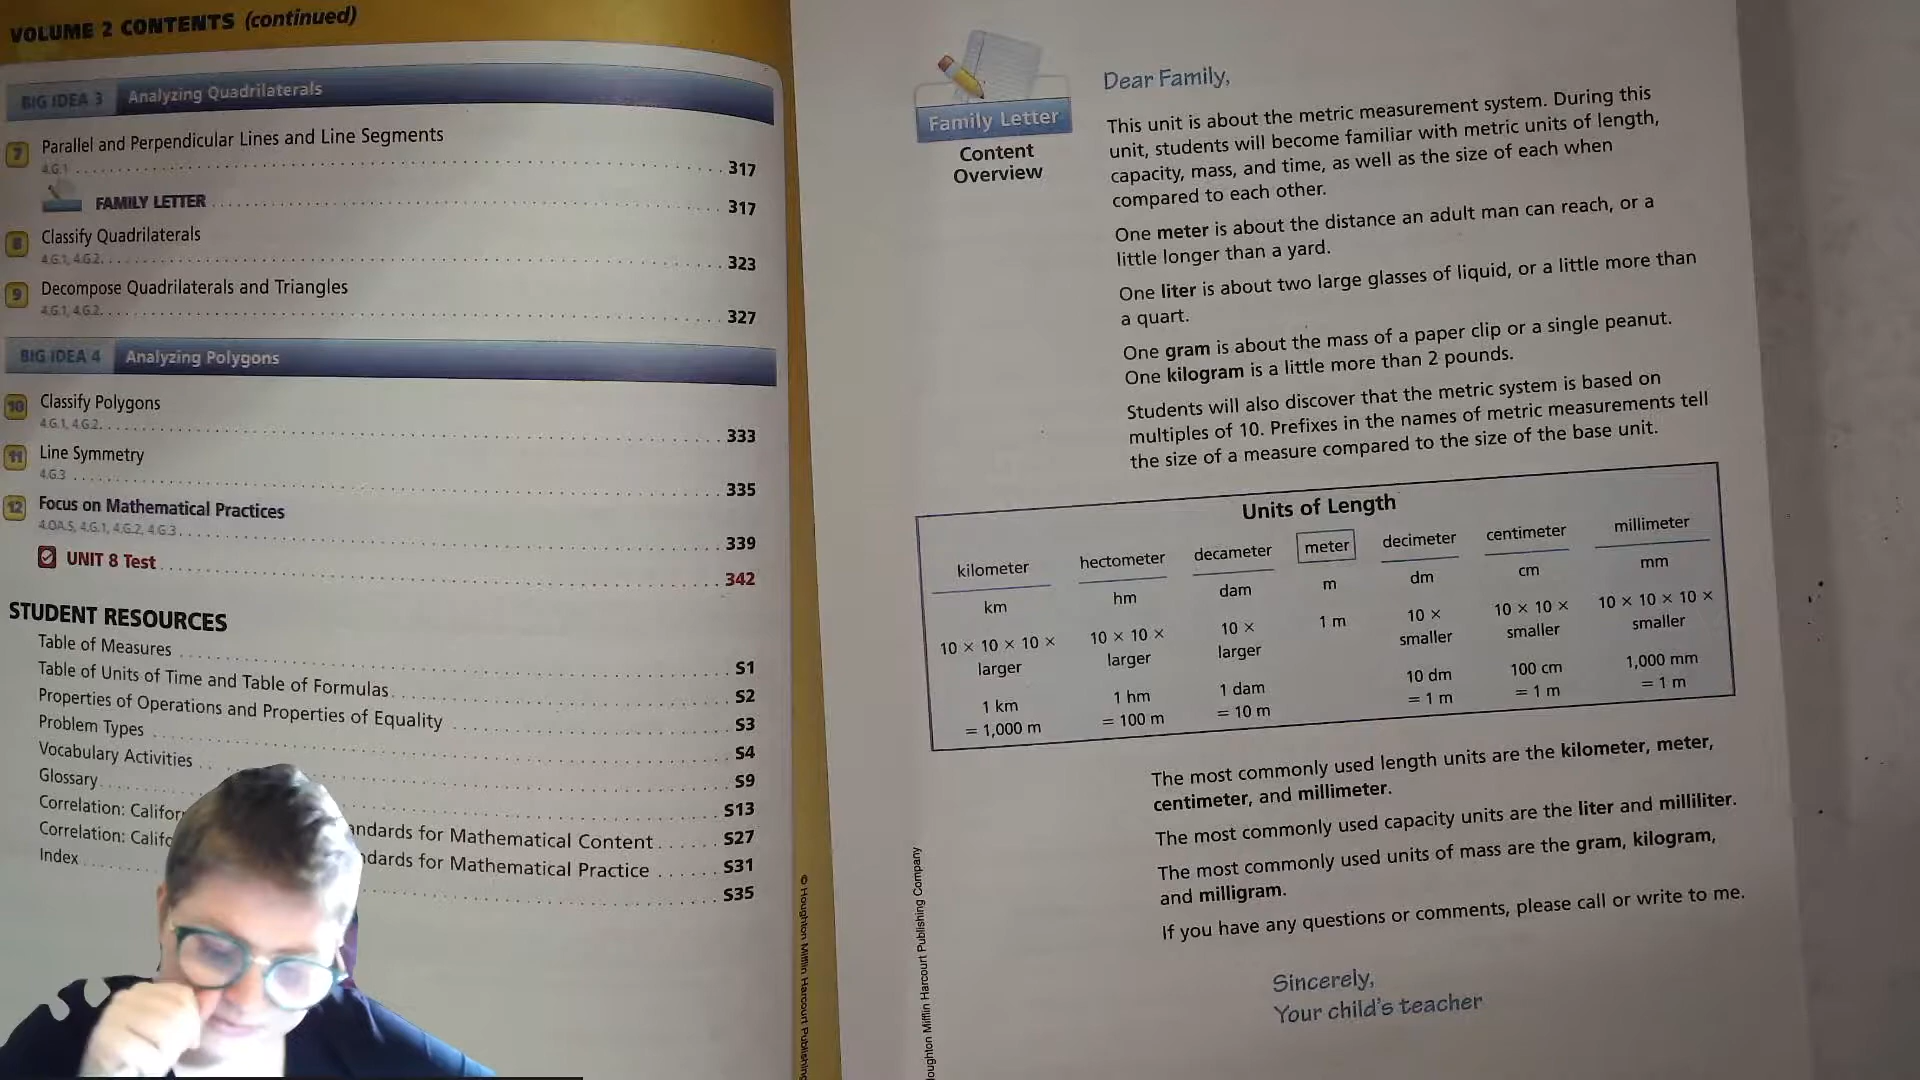 VOLUME 2 CONTENTS (continued)
BIG IDEA 3 Analyzing Quadrilaterals
7 Parallel and Perpendicular Lines and Line Segments
4.G.1 317
FAMILY LETTER 317
8 Classify Quadrilaterals
4.G.1, 4.G.2 323
9 Decompose Quadrilaterals and Triangles
4.G.1, 4.G.2 327
BIG IDEA 4 Analyzing Polygons
10 Classify Polygons
4.G.1, 4.G.2 333
11 Line Symmetry
4.G.3 335
12 Focus on Mathematical Practices
4.OA.5, 4.G.1, 4.G.2, 4.G.3 339
UNIT 8 Test 342
STUDENT RESOURCES
Table of Measures S1
Table of Units of Time and Table of Formulas S2
Properties of Operations and Properties of Equality S3
Problem Types S4
Vocabulary Activities S9
Glossary S13
Correlation: Califor andards for Mathematical Content S27
Correlation: Califo dards for Mathematical Practice S31
Index S35
© Houghton Mifflin Harcourt Publishing
Family Letter
Content
Overview
Dear Family,
This unit is about the metric measurement system. During this
unit, students will become familiar with metric units of length,
capacity, mass, and time, as well as the size of each when
compared to each other.
One meter is about the distance an adult man can reach, or a
little longer than a yard.
One liter is about two large glasses of liquid, or a little more than
a quart.
One gram is about the mass of a paper clip or a single peanut.
One kilogram is a little more than 2 pounds.
Students will also discover that the metric system is based on
multiples of 10. Prefixes in the names of metric measurements tell
the size of a measure compared to the size of the base unit.
Units of Length
kilometer hectometer decameter meter decimeter centimeter millimeter
km hm dam m dm cm mm
10 × 10 × 10 × 10 × 10 × 10 × 1 m 10 × 10 × 10 × 10 × 10 × 10 ×
larger larger larger smaller smaller smaller
1 km 1 hm 1 dam 10 dm 100 cm 1,000 mm
= 1,000 m = 100 m = 10 m = 1 m = 1 m = 1 m
The most commonly used length units are the kilometer, meter,
centimeter, and millimeter.
The most commonly used capacity units are the liter and milliliter.
The most commonly used units of mass are the gram, kilogram,
and milligram.
If you have any questions or comments, please call or write to me.
Sincerely,
Your child's teacher
oughton Mifflin Harcourt Publishing Company